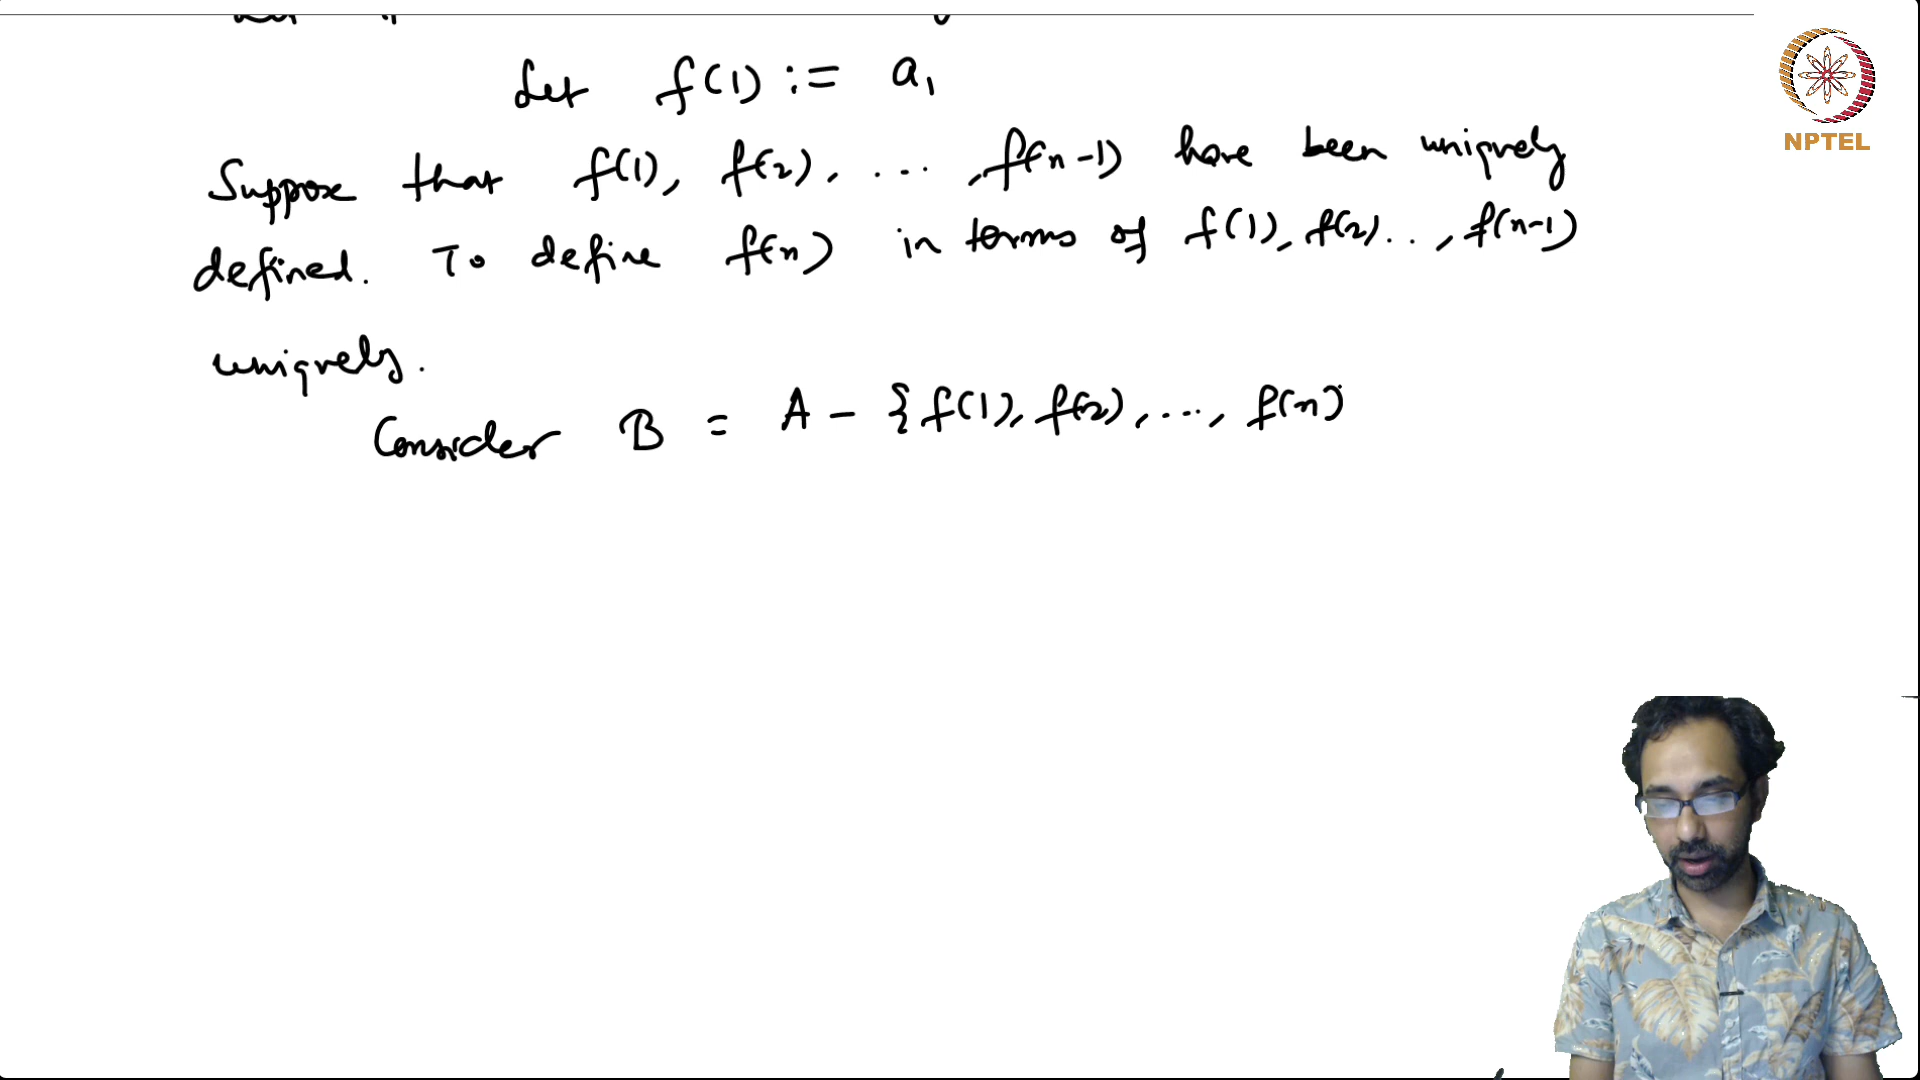 Let f(1) := a₁
NPTEL
Suppose that f(1), f(2), ..., f(n-1) have been uniquely
defined. To define f(n) in terms of f(1), f(2)..., f(n-1)
uniquely.
Consider B = A - {f(1), f(2), ..., f(n)